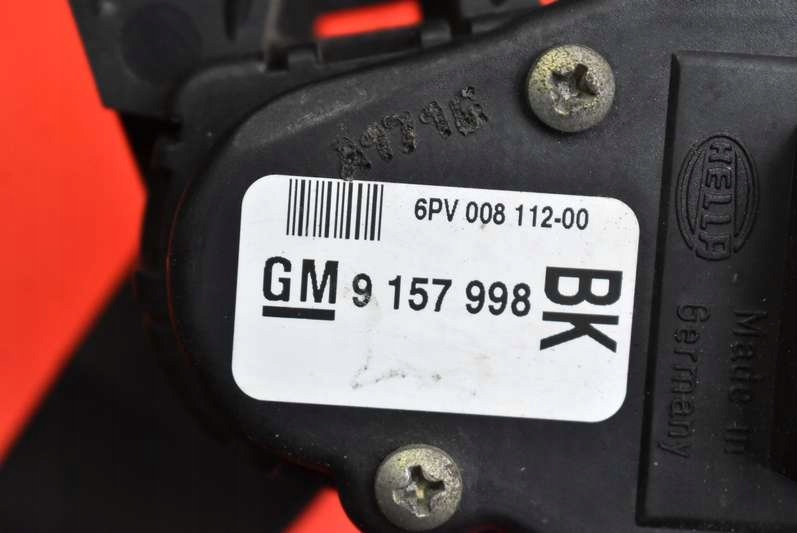 6PV 008 112-00
GM 9 157 998
BK
HELLA
Made in
Germany